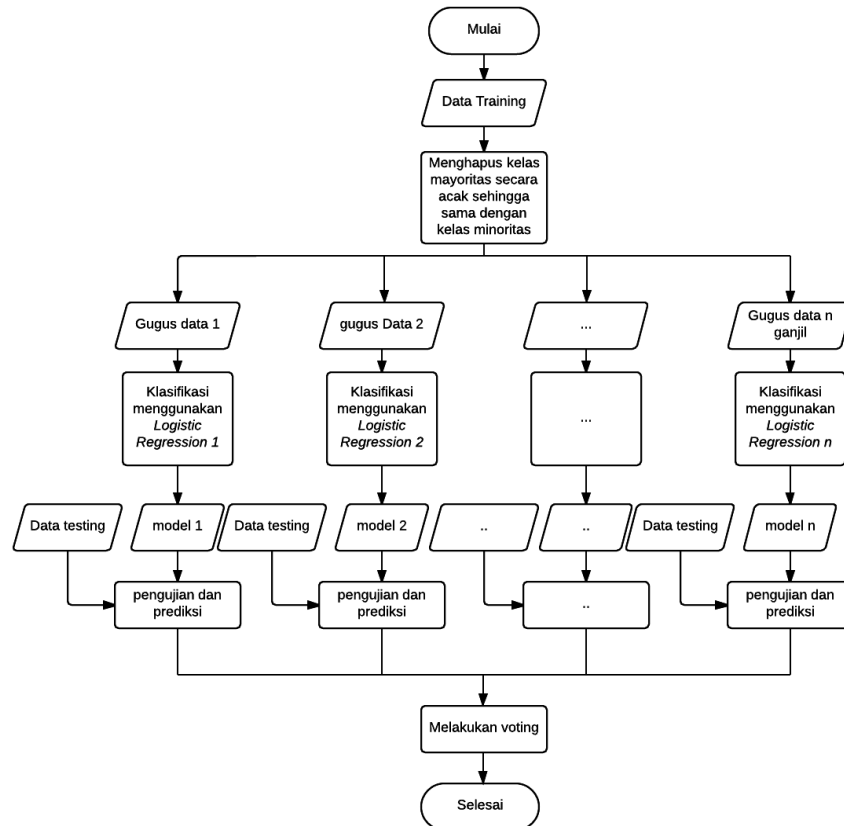 Mulai
Data Training
Menghapus kelas
mayoritas secara
acak sehingga
sama dengan
kelas minoritas
Gugus data 1
gugus Data 2
...
Gugus data n
ganjil
Klasifikasi
menggunakan
Logistic
Regression 1
Klasifikasi
menggunakan
Logistic
Regression 2
...
Klasifikasi
menggunakan
Logistic
Regression n
Data testing
model 1
Data testing
model 2
..
..
Data testing
model n
pengujian dan
prediksi
pengujian dan
prediksi
..
pengujian dan
prediksi
Melakukan voting
Selesai